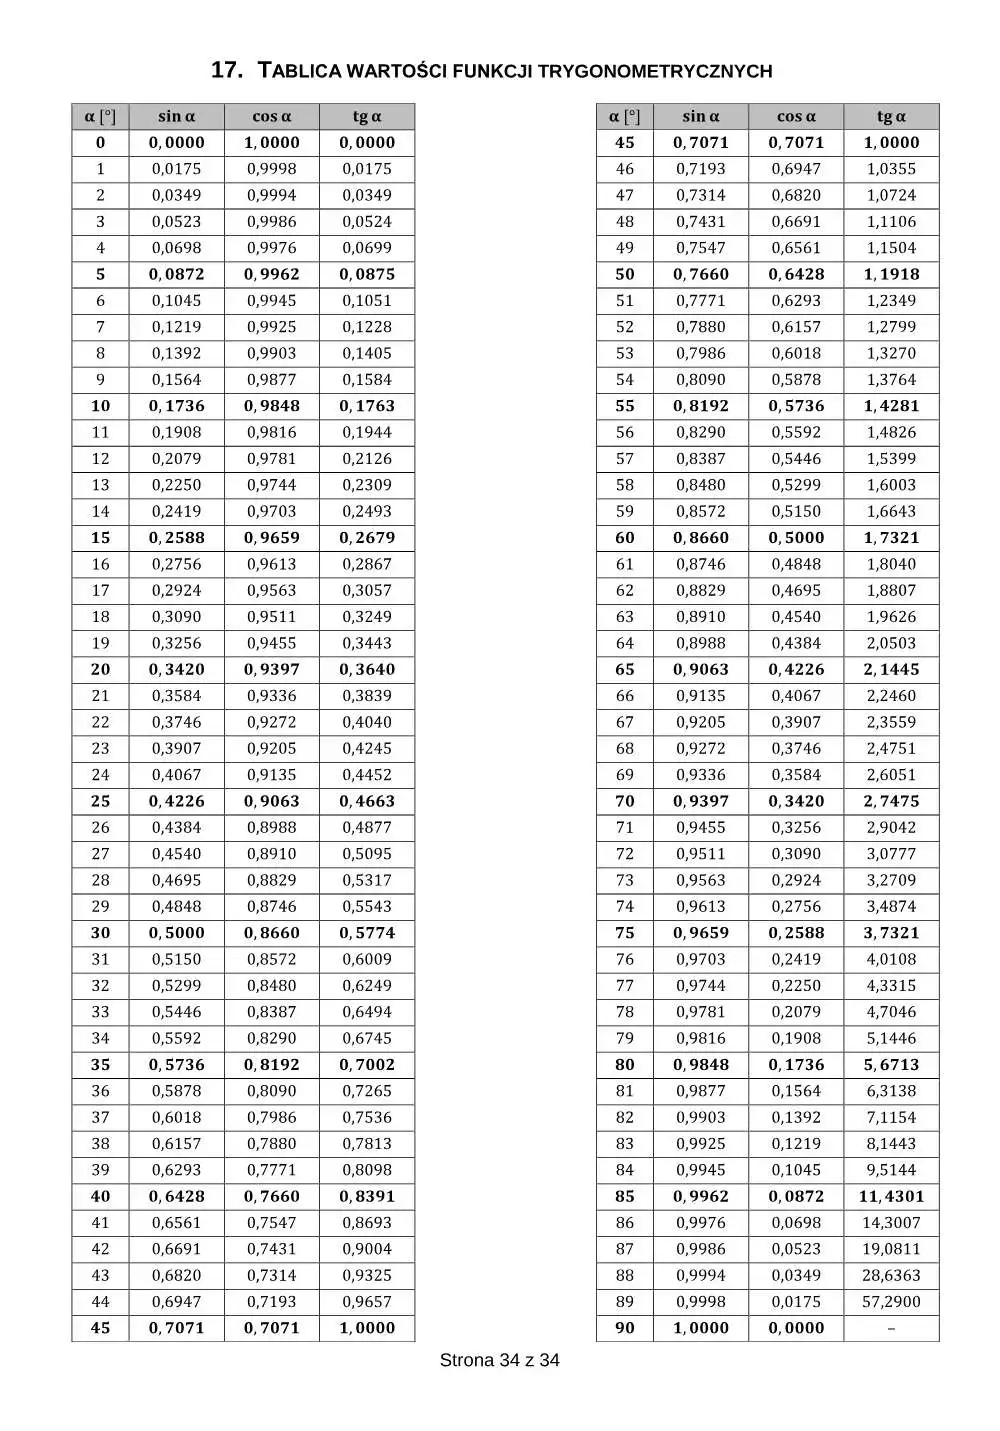 17. TABLICA WARTOŚCI FUNKCJI TRYGONOMETRYCZNYCH
α [°] sin α cos α tg α
0 0,0000 1,0000 0,0000
1 0,0175 0,9998 0,0175
2 0,0349 0,9994 0,0349
3 0,0523 0,9986 0,0524
4 0,0698 0,9976 0,0699
5 0,0872 0,9962 0,0875
6 0,1045 0,9945 0,1051
7 0,1219 0,9925 0,1228
8 0,1392 0,9903 0,1405
9 0,1564 0,9877 0,1584
10 0,1736 0,9848 0,1763
11 0,1908 0,9816 0,1944
12 0,2079 0,9781 0,2126
13 0,2250 0,9744 0,2309
14 0,2419 0,9703 0,2493
15 0,2588 0,9659 0,2679
16 0,2756 0,9613 0,2867
17 0,2924 0,9563 0,3057
18 0,3090 0,9511 0,3249
19 0,3256 0,9455 0,3443
20 0,3420 0,9397 0,3640
21 0,3584 0,9336 0,3839
22 0,3746 0,9272 0,4040
23 0,3907 0,9205 0,4245
24 0,4067 0,9135 0,4452
25 0,4226 0,9063 0,4663
26 0,4384 0,8988 0,4877
27 0,4540 0,8910 0,5095
28 0,4695 0,8829 0,5317
29 0,4848 0,8746 0,5543
30 0,5000 0,8660 0,5774
31 0,5150 0,8572 0,6009
32 0,5299 0,8480 0,6249
33 0,5446 0,8387 0,6494
34 0,5592 0,8290 0,6745
35 0,5736 0,8192 0,7002
36 0,5878 0,8090 0,7265
37 0,6018 0,7986 0,7536
38 0,6157 0,7880 0,7813
39 0,6293 0,7771 0,8098
40 0,6428 0,7660 0,8391
41 0,6561 0,7547 0,8693
42 0,6691 0,7431 0,9004
43 0,6820 0,7314 0,9325
44 0,6947 0,7193 0,9657
45 0,7071 0,7071 1,0000
α [°] sin α cos α tg α
45 0,7071 0,7071 1,0000
46 0,7193 0,6947 1,0355
47 0,7314 0,6820 1,0724
48 0,7431 0,6691 1,1106
49 0,7547 0,6561 1,1504
50 0,7660 0,6428 1,1918
51 0,7771 0,6293 1,2349
52 0,7880 0,6157 1,2799
53 0,7986 0,6018 1,3270
54 0,8090 0,5878 1,3764
55 0,8192 0,5736 1,4281
56 0,8290 0,5592 1,4826
57 0,8387 0,5446 1,5399
58 0,8480 0,5299 1,6003
59 0,8572 0,5150 1,6643
60 0,8660 0,5000 1,7321
61 0,8746 0,4848 1,8040
62 0,8829 0,4695 1,8807
63 0,8910 0,4540 1,9626
64 0,8988 0,4384 2,0503
65 0,9063 0,4226 2,1445
66 0,9135 0,4067 2,2460
67 0,9205 0,3907 2,3559
68 0,9272 0,3746 2,4751
69 0,9336 0,3584 2,6051
70 0,9397 0,3420 2,7475
71 0,9455 0,3256 2,9042
72 0,9511 0,3090 3,0777
73 0,9563 0,2924 3,2709
74 0,9613 0,2756 3,4874
75 0,9659 0,2588 3,7321
76 0,9703 0,2419 4,0108
77 0,9744 0,2250 4,3315
78 0,9781 0,2079 4,7046
79 0,9816 0,1908 5,1446
80 0,9848 0,1736 5,6713
81 0,9877 0,1564 6,3138
82 0,9903 0,1392 7,1154
83 0,9925 0,1219 8,1443
84 0,9945 0,1045 9,5144
85 0,9962 0,0872 11,4301
86 0,9976 0,0698 14,3007
87 0,9986 0,0523 19,0811
88 0,9994 0,0349 28,6363
89 0,9998 0,0175 57,2900
90 1,0000 0,0000 –
Strona 34 z 34